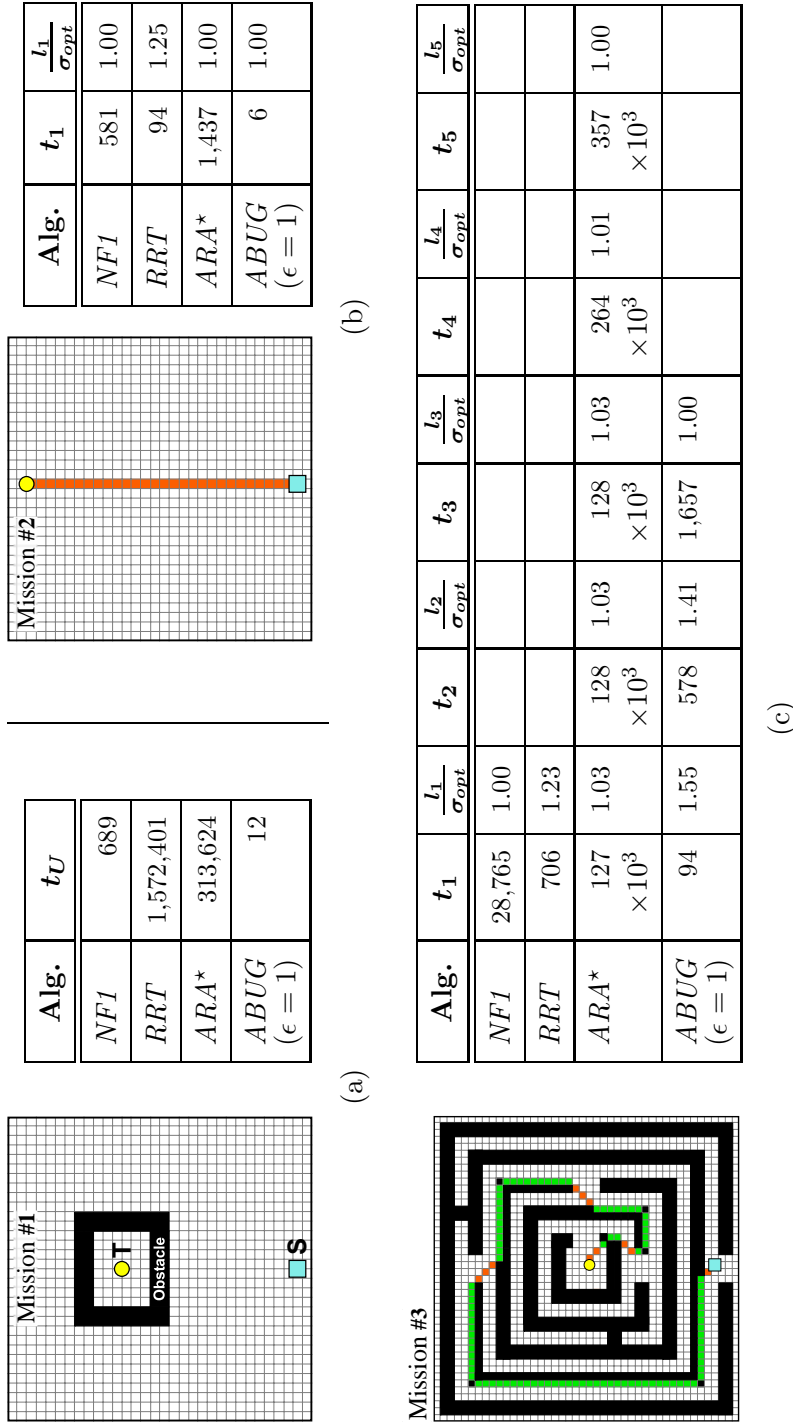 Mission #1
T
Obstacle
S
Alg. t_U
NF1 689
RRT 1,572,401
ARA⋆ 313,624
ABUG 12
(ϵ = 1)
(a)
Mission #2
Alg. t_1 l_1/σ_opt
NF1 581 1.00
RRT 94 1.25
ARA⋆ 1,437 1.00
ABUG 6 1.00
(ϵ = 1)
(b)
Mission #3
Alg. t_1 l_1/σ_opt t_2 l_2/σ_opt t_3 l_3/σ_opt t_4 l_4/σ_opt t_5 l_5/σ_opt
NF1 28,765 1.00
RRT 706 1.23
ARA⋆ 127 1.03 128 1.03 128 1.03 264 1.01 357 1.00
×10^3 ×10^3 ×10^3 ×10^3 ×10^3
ABUG 94 1.55 578 1.41 1,657 1.00
(ϵ = 1)
(c)